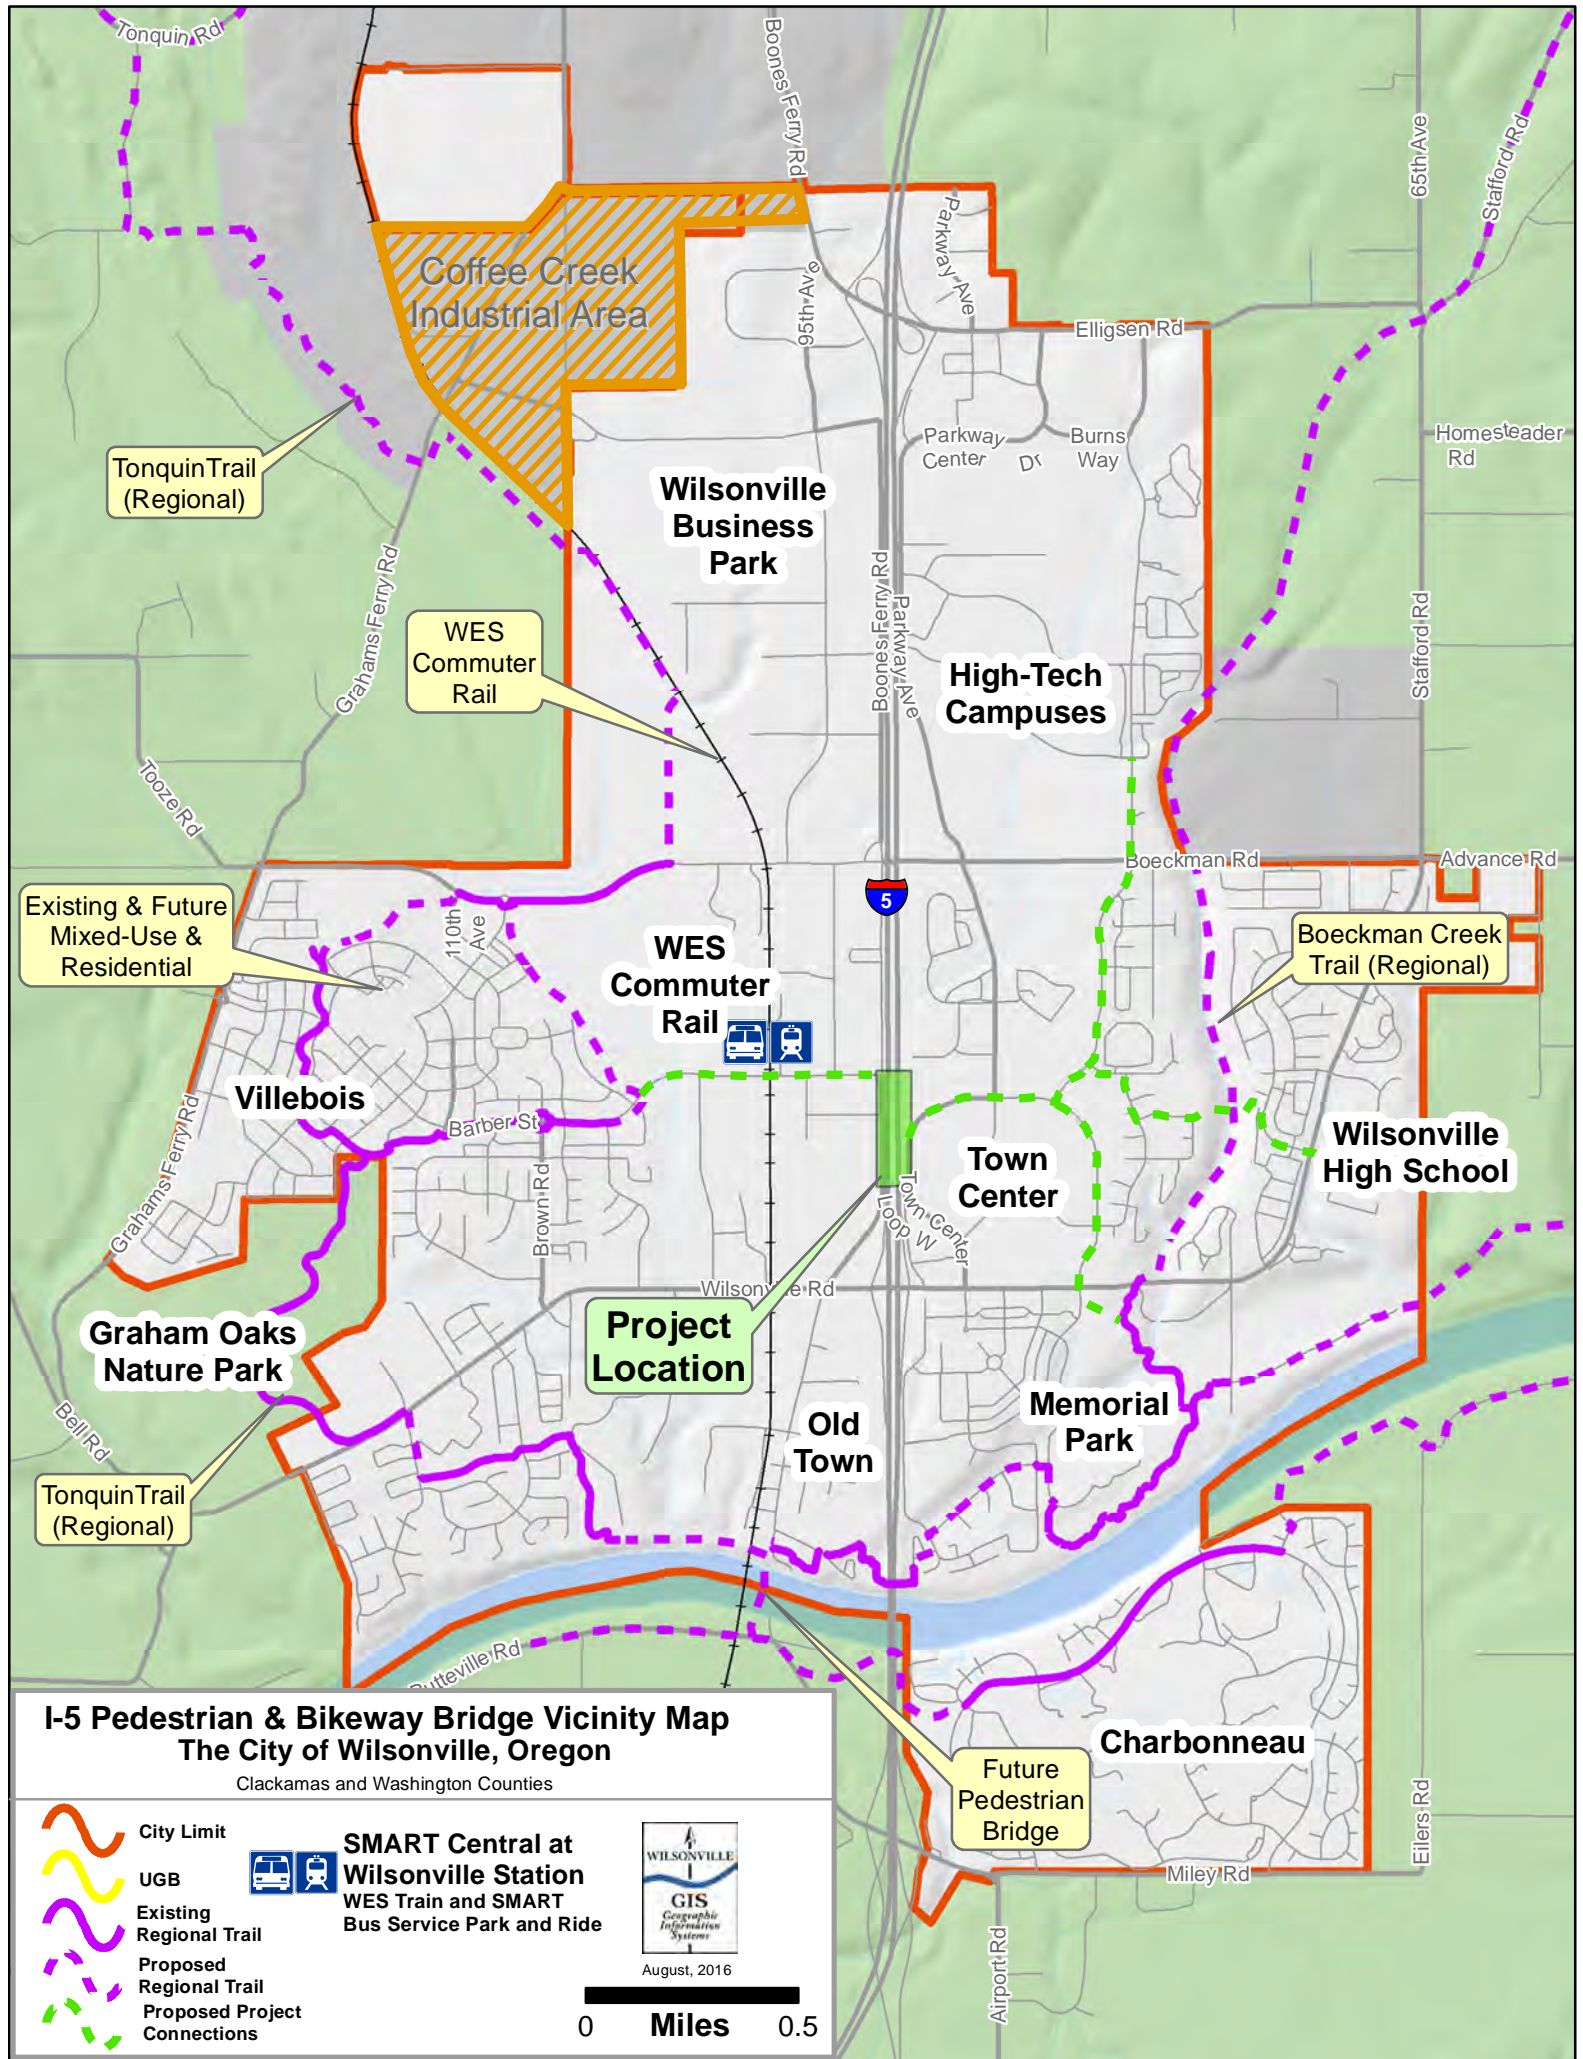 Tonquin Rd
Boones Ferry Rd
65th Ave
Stafford Rd
Parkway Ave
Coffee Creek
Industrial Area
95th Ave
Elligsen Rd
TonquinTrail
(Regional)
Parkway
Center
Dr
Burns
Way
Homesteader
Rd
Wilsonville
Business
Park
Grahams Ferry Rd
WES
Commuter
Rail
Boones Ferry Rd
Parkway Ave
Stafford Rd
High-Tech
Campuses
Tooze Rd
Boeckman Rd
Advance Rd
Existing & Future
Mixed-Use &
Residential
110th
Ave
5
WES
Commuter
Rail
Boeckman Creek
Trail (Regional)
Villebois
Barber St
Grahams Ferry Rd
Brown Rd
Town
Center
Wilsonville
High School
Town Center
Loop W
Wilsonville Rd
Project
Location
Graham Oaks
Nature Park
Bell Rd
Old
Town
Memorial
Park
TonquinTrail
(Regional)
Butteville Rd
Charbonneau
Future
Pedestrian
Bridge
Eilers Rd
Miley Rd
Airport Rd
I-5 Pedestrian & Bikeway Bridge Vicinity Map
The City of Wilsonville, Oregon
Clackamas and Washington Counties
City Limit
UGB
Existing
Regional Trail
Proposed
Regional Trail
Proposed Project
Connections
SMART Central at
Wilsonville Station
WES Train and SMART
Bus Service Park and Ride
WILSONVILLE
GIS
Geographic
Information
Systems
August, 2016
0 Miles 0.5